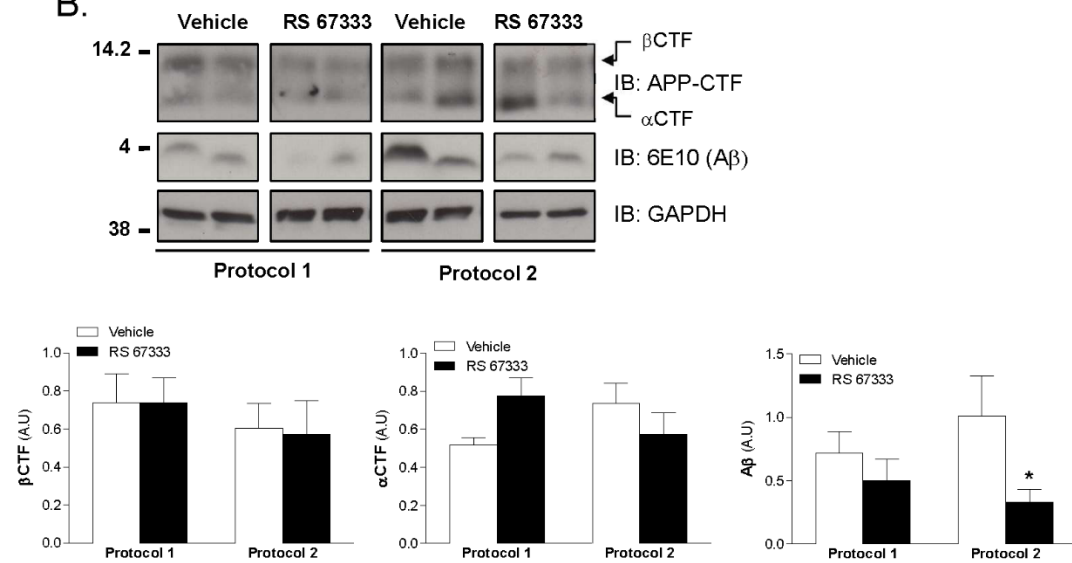 B.
Vehicle RS 67333 Vehicle RS 67333
14.2
βCTF
IB: APP-CTF
αCTF
4
IB: 6E10 (Aβ)
IB: GAPDH
38
Protocol 1 Protocol 2
Vehicle
RS 67333
1.0
0.8
0.6
0.4
0.2
0.0
βCTF (A.U)
Protocol 1 Protocol 2
Vehicle
RS 67333
1.0
0.8
0.6
0.4
0.2
0.0
αCTF (A.U)
Protocol 1 Protocol 2
Vehicle
RS 67333
1.5
1.0
0.5
0.0
Aβ (A.U)
*
Protocol 1 Protocol 2